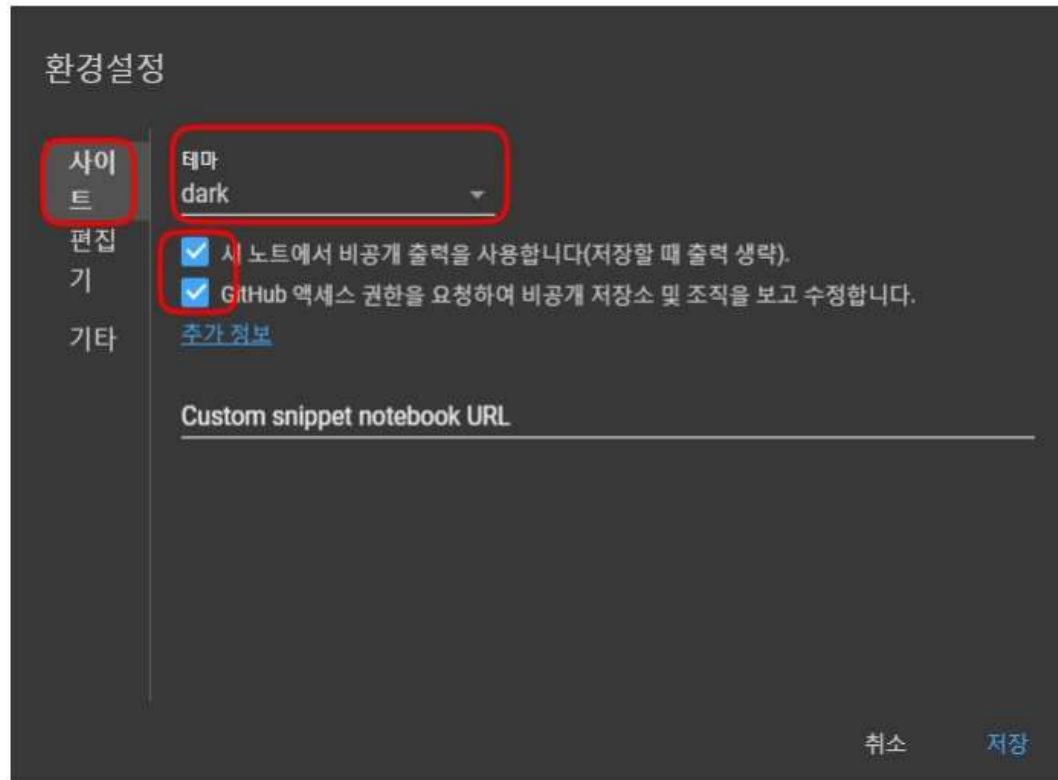 환경설정
사이
트
편집
기
기타
테마
dark
새 노트에서 비공개 출력을 사용합니다(저장할 때 출력 생략).
GitHub 액세스 권한을 요청하여 비공개 저장소 및 조직을 보고 수정합니다.
추가 정보
Custom snippet notebook URL
취소
저장